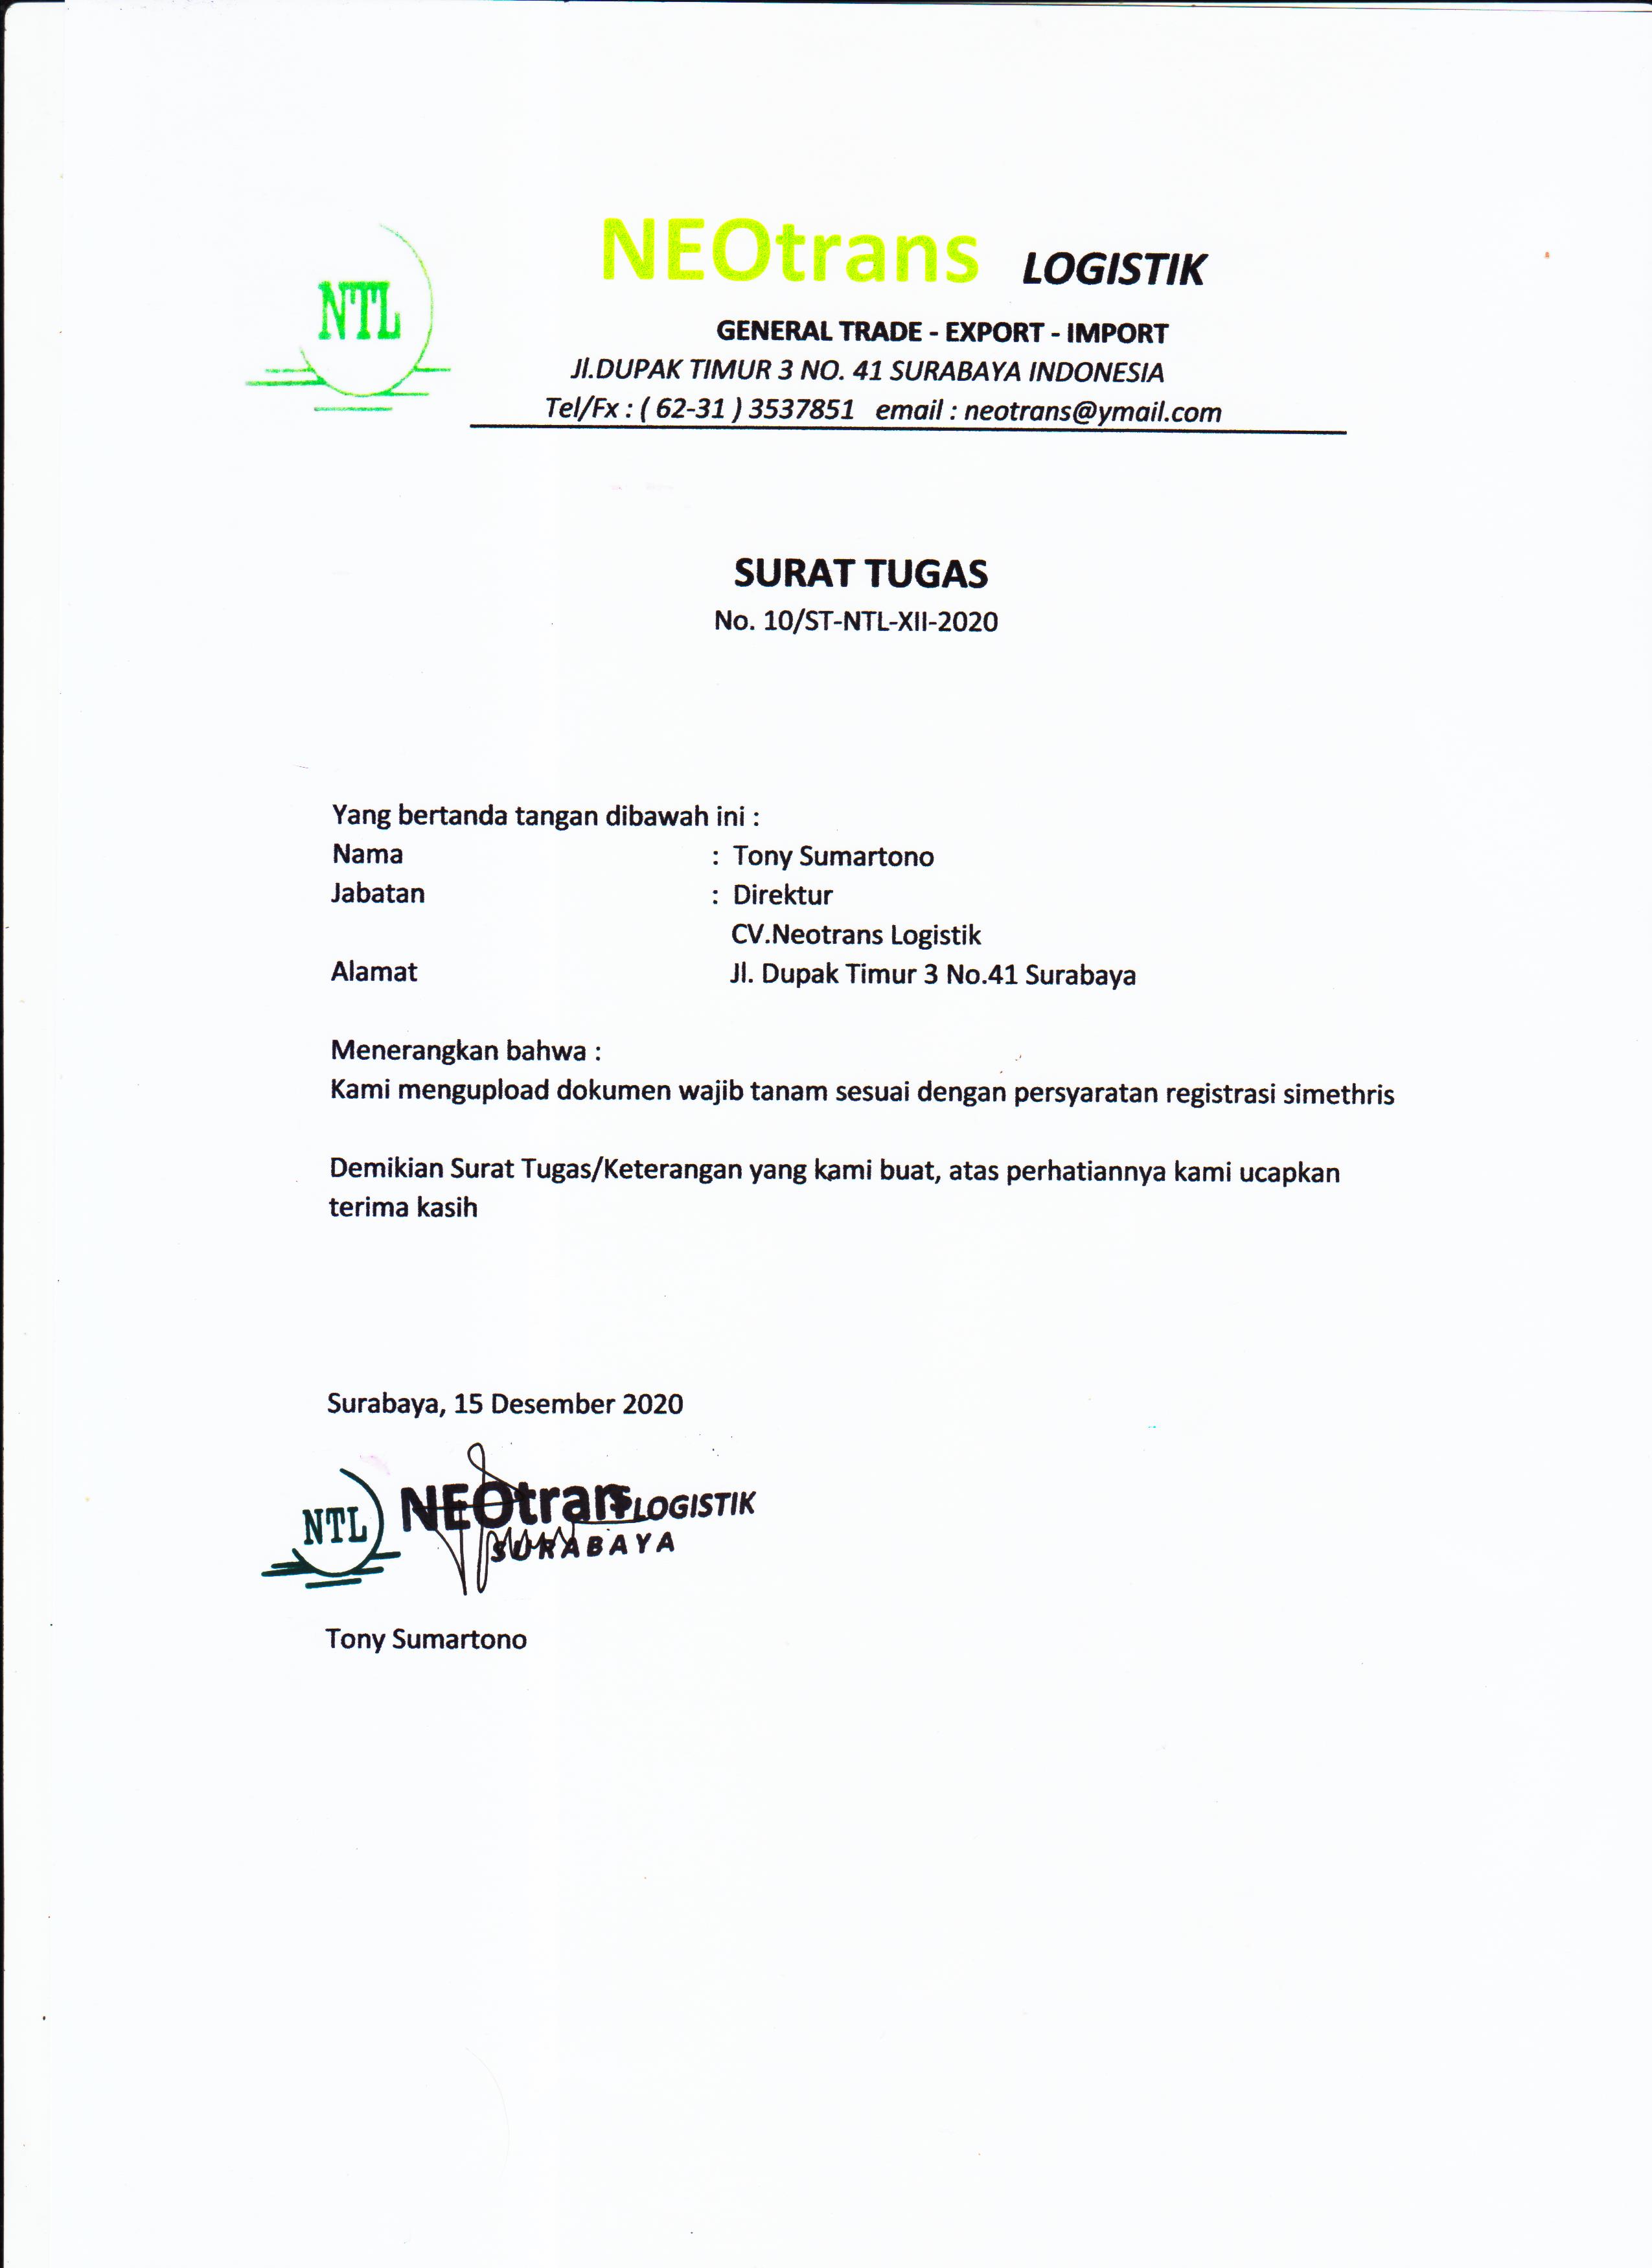 NTL
NEOtrans LOGISTIK
GENERAL TRADE - EXPORT - IMPORT
Jl.DUPAK TIMUR 3 NO. 41 SURABAYA INDONESIA
Tel/Fx : ( 62-31 ) 3537851 email : neotrans@ymail.com
SURAT TUGAS
No. 10/ST-NTL-XII-2020
Yang bertanda tangan dibawah ini :
Nama : Tony Sumartono
Jabatan : Direktur
CV.Neotrans Logistik
Alamat Jl. Dupak Timur 3 No.41 Surabaya
Menerangkan bahwa :
Kami mengupload dokumen wajib tanam sesuai dengan persyaratan registrasi simethris
Demikian Surat Tugas/Keterangan yang kami buat, atas perhatiannya kami ucapkan
terima kasih
Surabaya, 15 Desember 2020
NTL NEOtrans LOGISTIK
SURABAYA
Tony Sumartono